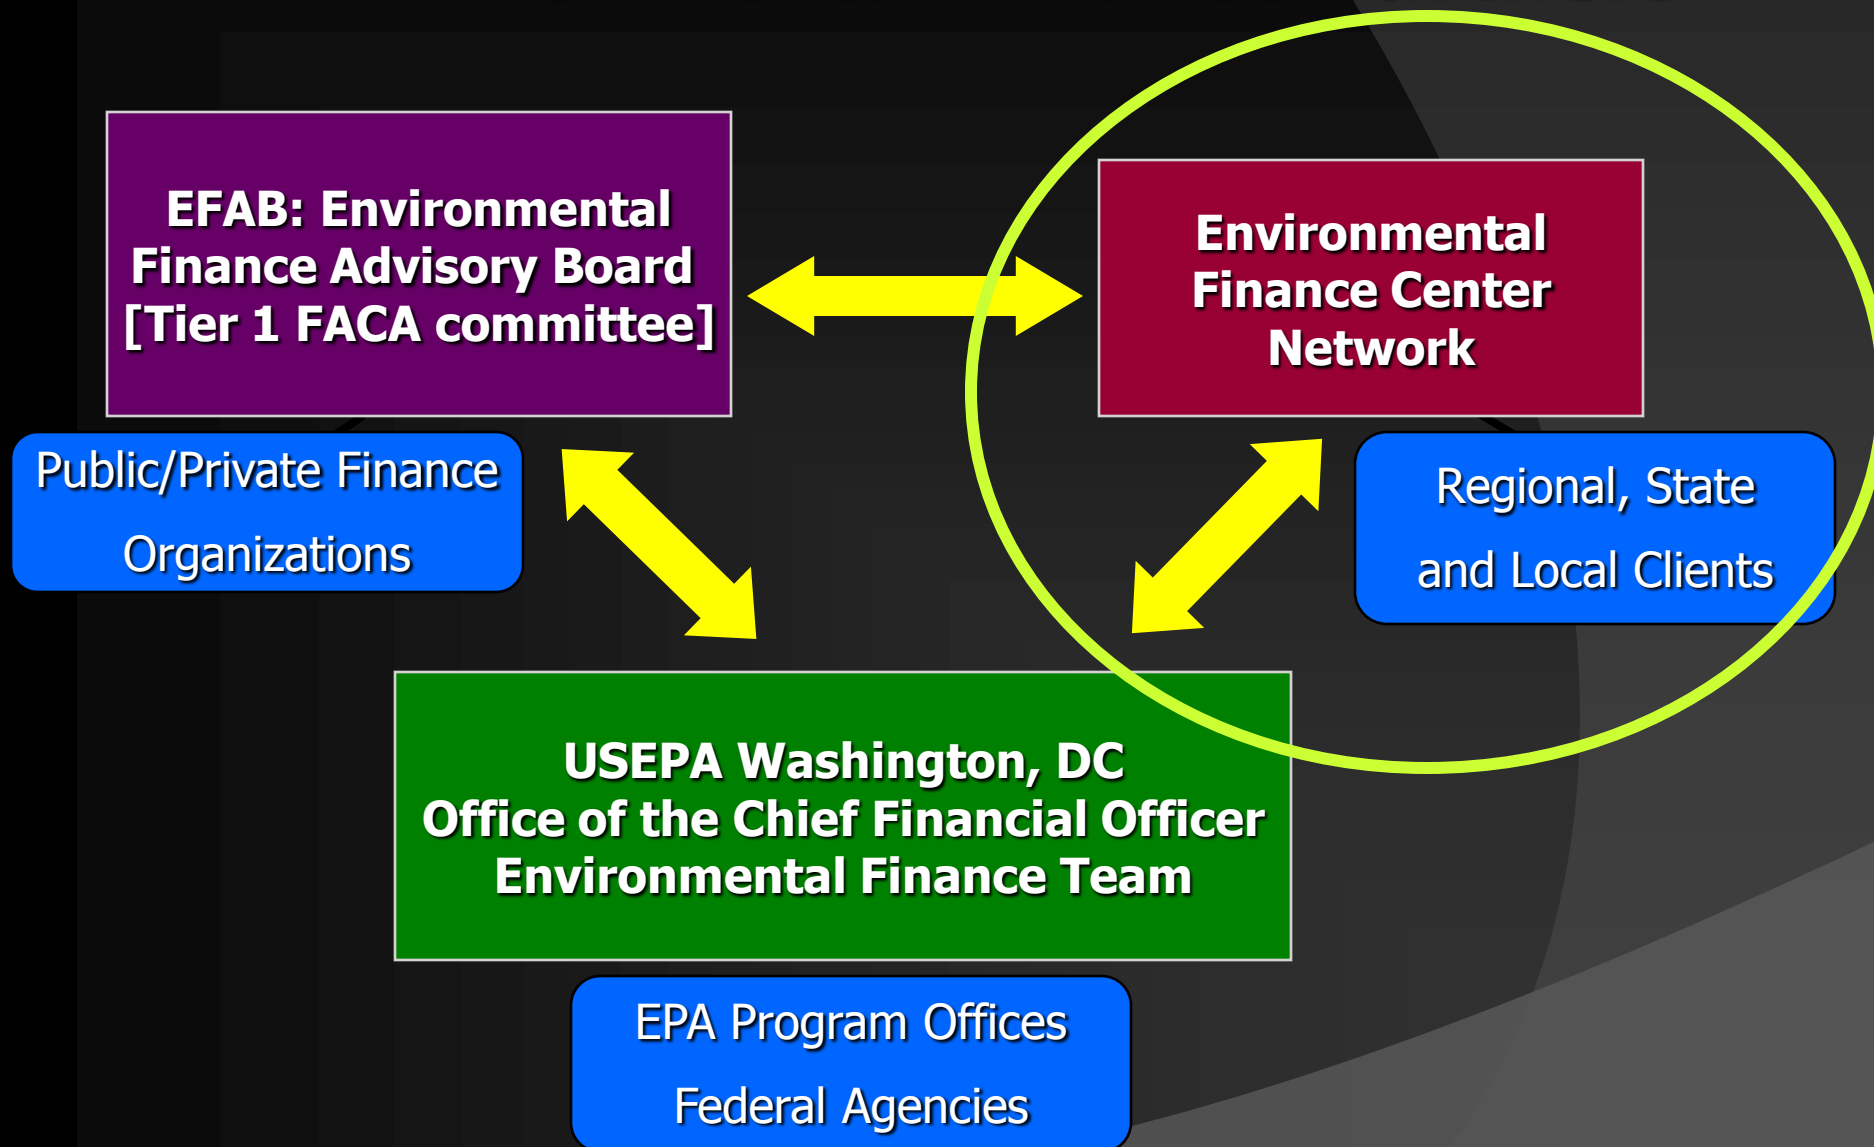 EFAB: Environmental
Finance Advisory Board
[Tier 1 FACA committee]
Environmental
Finance Center
Network
Public/Private Finance
Organizations
Regional, State
and Local Clients
USEPA Washington, DC
Office of the Chief Financial Officer
Environmental Finance Team
EPA Program Offices
Federal Agencies